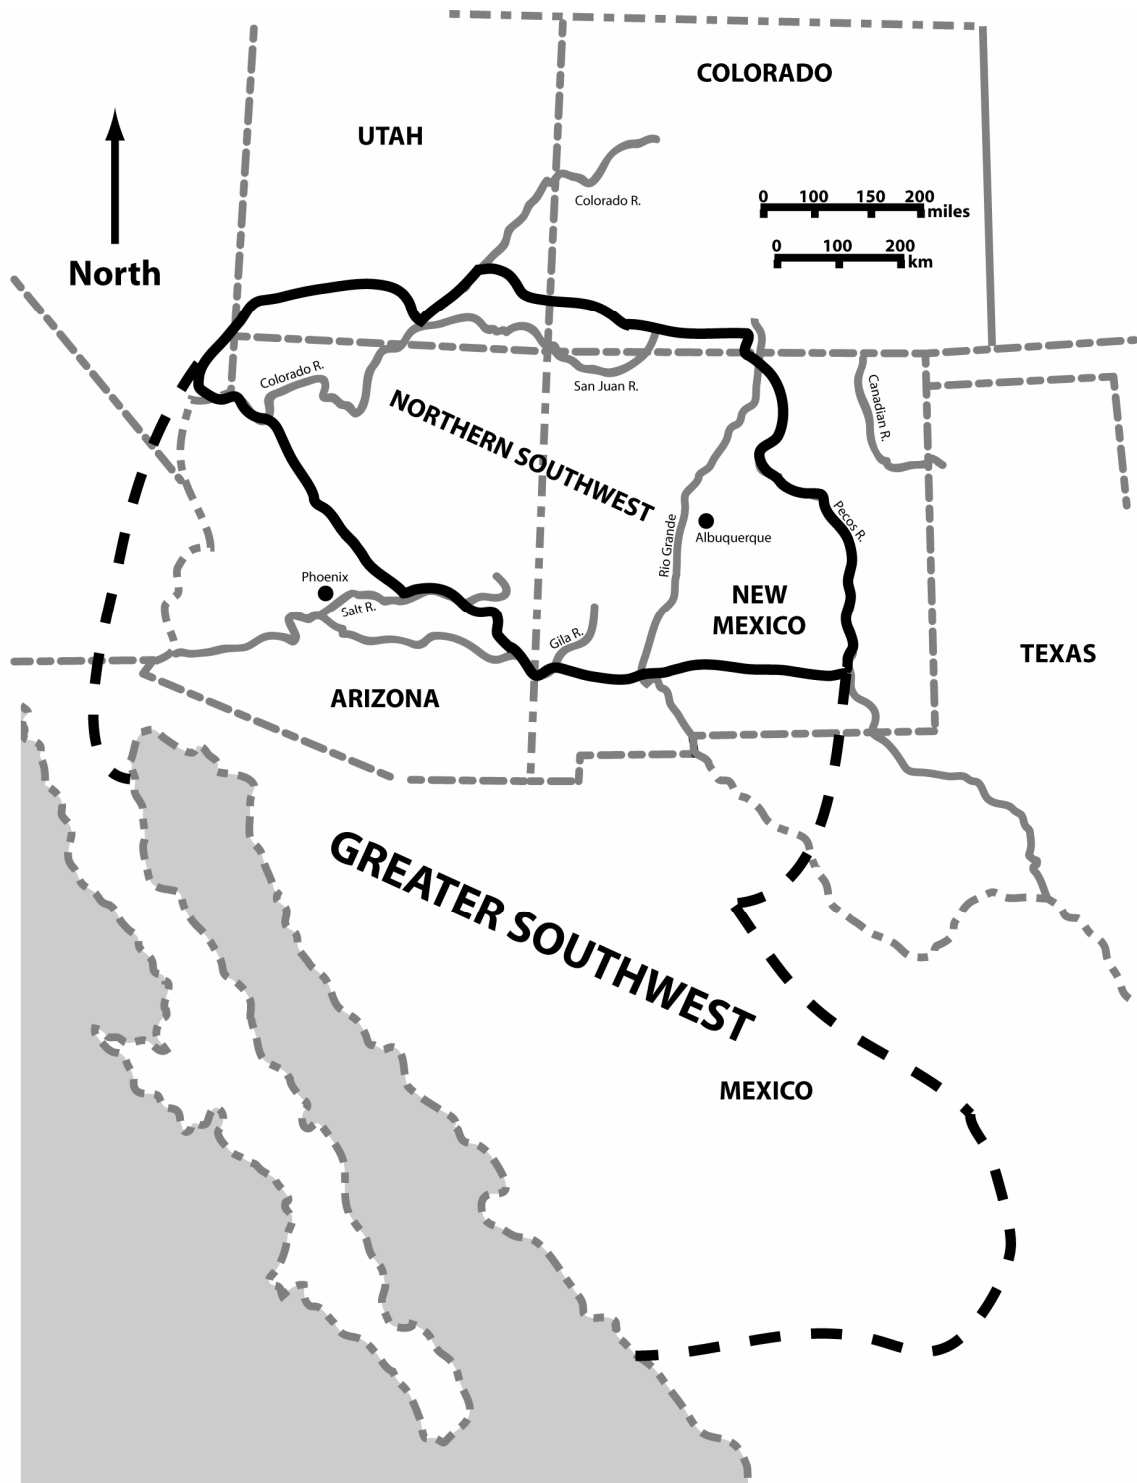 COLORADO
UTAH
Colorado R.
0 100 150 200
miles
0 100 200
km
North
Colorado R.
San Juan R.
Canadian R.
NORTHERN SOUTHWEST
Pecos R.
Rio Grande
Albuquerque
Phoenix
Salt R.
Gila R.
NEW
MEXICO
TEXAS
ARIZONA
GREATER SOUTHWEST
MEXICO